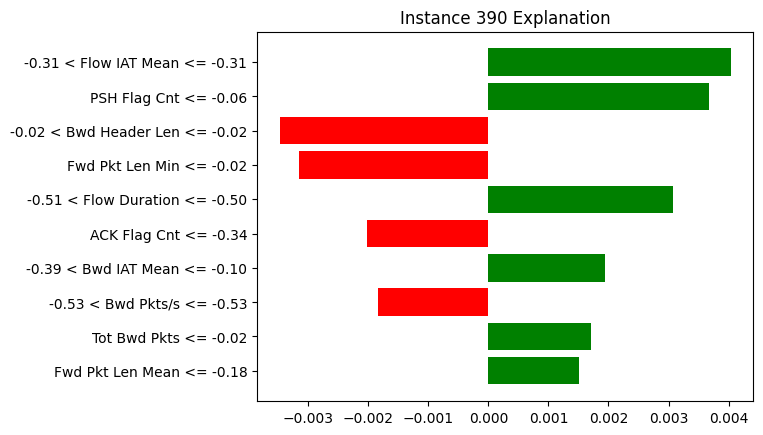 Instance 390 Explanation
-0.31 < Flow IAT Mean <= -0.31
PSH Flag Cnt <= -0.06
-0.02 < Bwd Header Len <= -0.02
Fwd Pkt Len Min <= -0.02
-0.51 < Flow Duration <= -0.50
ACK Flag Cnt <= -0.34
-0.39 < Bwd IAT Mean <= -0.10
-0.53 < Bwd Pkts/s <= -0.53
Tot Bwd Pkts <= -0.02
Fwd Pkt Len Mean <= -0.18
−0.003 −0.002 −0.001 0.000 0.001 0.002 0.003 0.004